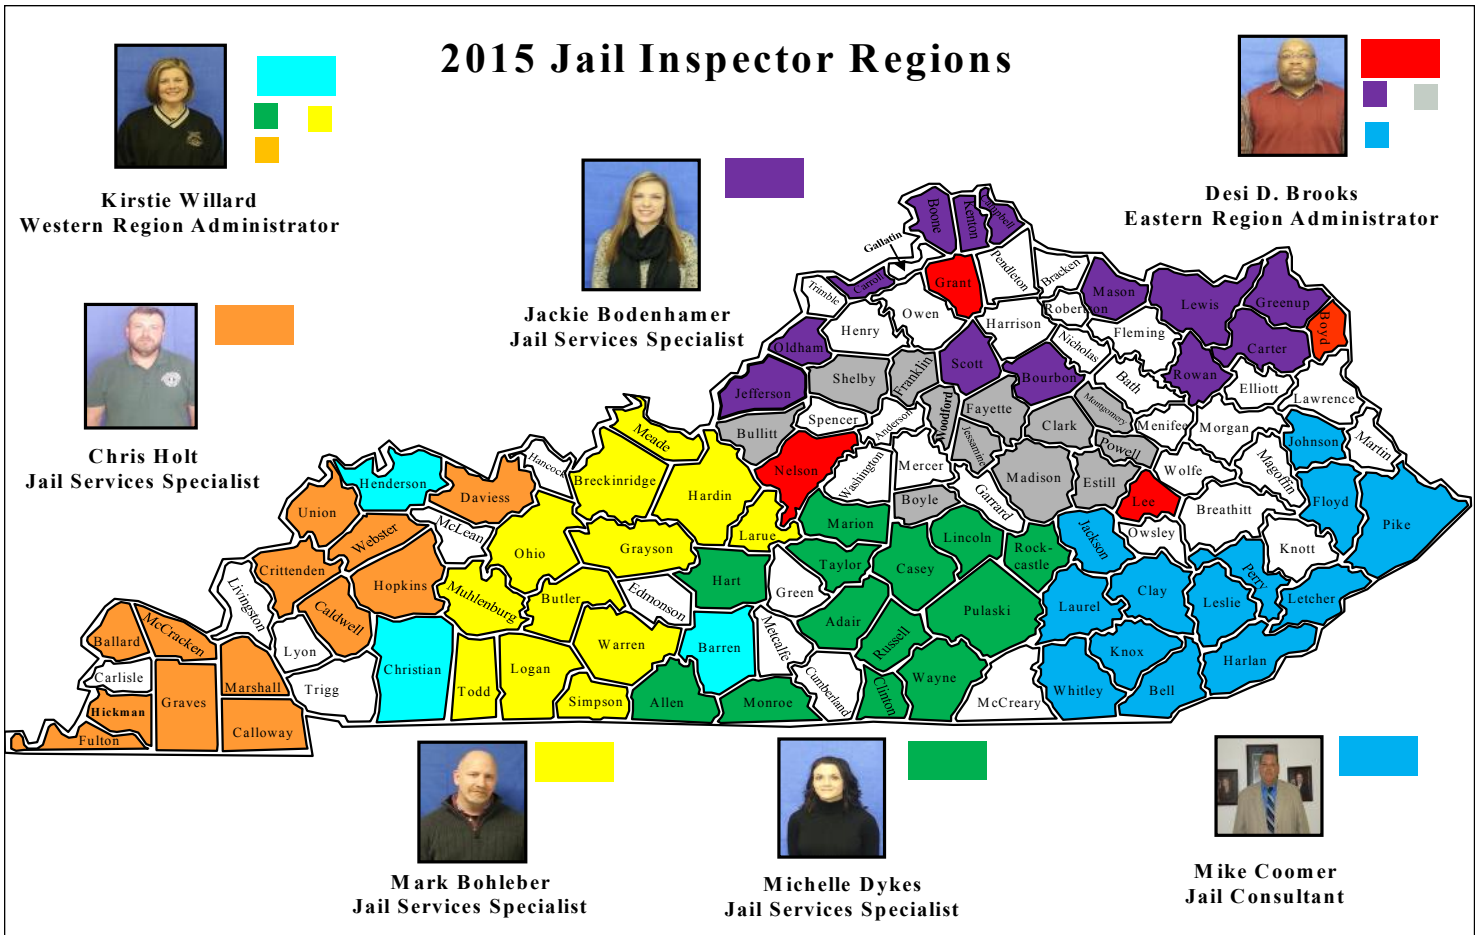 2015 Jail Inspector Regions
Kirstie Willard
Western Region Administrator
Desi D. Brooks
Eastern Region Administrator
Jackie Bodenhamer
Jail Services Specialist
Chris Holt
Jail Services Specialist
Boone
Kenton
Campbell
Gallatin
Grant
Pendleton
Bracken
Trimble
Carroll
Owen
Henry
Harrison
Robertson
Mason
Lewis
Greenup
Boyd
Fleming
Nicholas
Carter
Rowan
Bath
Elliott
Lawrence
Oldham
Shelby
Franklin
Scott
Bourbon
Jefferson
Bullitt
Spencer
Anderson
Woodford
Fayette
Jessamine
Clark
Montgomery
Menifee
Morgan
Johnson
Martin
Powell
Wolfe
Magoffin
Floyd
Pike
Meade
Breckinridge
Hancock
Hardin
Nelson
Washington
Mercer
Boyle
Garrard
Madison
Estill
Lee
Breathitt
Owsley
Knott
Henderson
Daviess
Union
Webster
McLean
Ohio
Grayson
Larue
Marion
Lincoln
Rock-
castle
Jackson
Perry
Crittenden
Hopkins
Muhlenburg
Butler
Edmonson
Hart
Green
Taylor
Casey
Pulaski
Laurel
Clay
Leslie
Letcher
Livingston
Caldwell
Lyon
Christian
Todd
Logan
Warren
Simpson
Barren
Metcalfe
Adair
Russell
Allen
Monroe
Cumberland
Clinton
Wayne
McCreary
Whitley
Knox
Bell
Harlan
Ballard
McCracken
Carlisle
Graves
Marshall
Trigg
Hickman
Fulton
Calloway
Mark Bohleber
Jail Services Specialist
Michelle Dykes
Jail Services Specialist
Mike Coomer
Jail Consultant